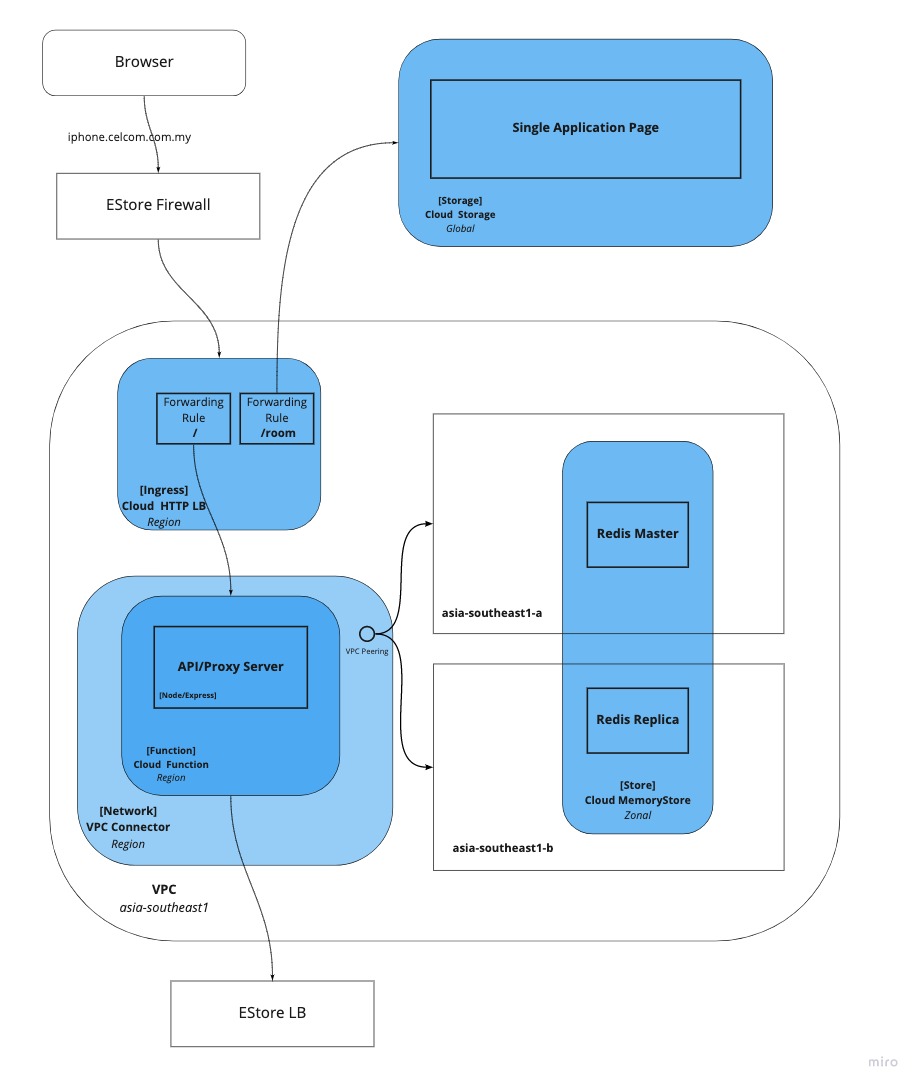 Browser
iphone.celcom.com.my
EStore Firewall
Single Application Page
[Storage]
Cloud Storage
Global
Forwarding
Rule
/
Forwarding
Rule
/room
[Ingress]
Cloud HTTP LB
Region
Redis Master
asia-southeast1-a
API/Proxy Server
[Node/Express]
VPC Peering
[Function]
Cloud Function
Region
[Network]
VPC Connector
Region
Redis Replica
[Store]
Cloud MemoryStore
Zonal
asia-southeast1-b
VPC
asia-southeast1
EStore LB
miro